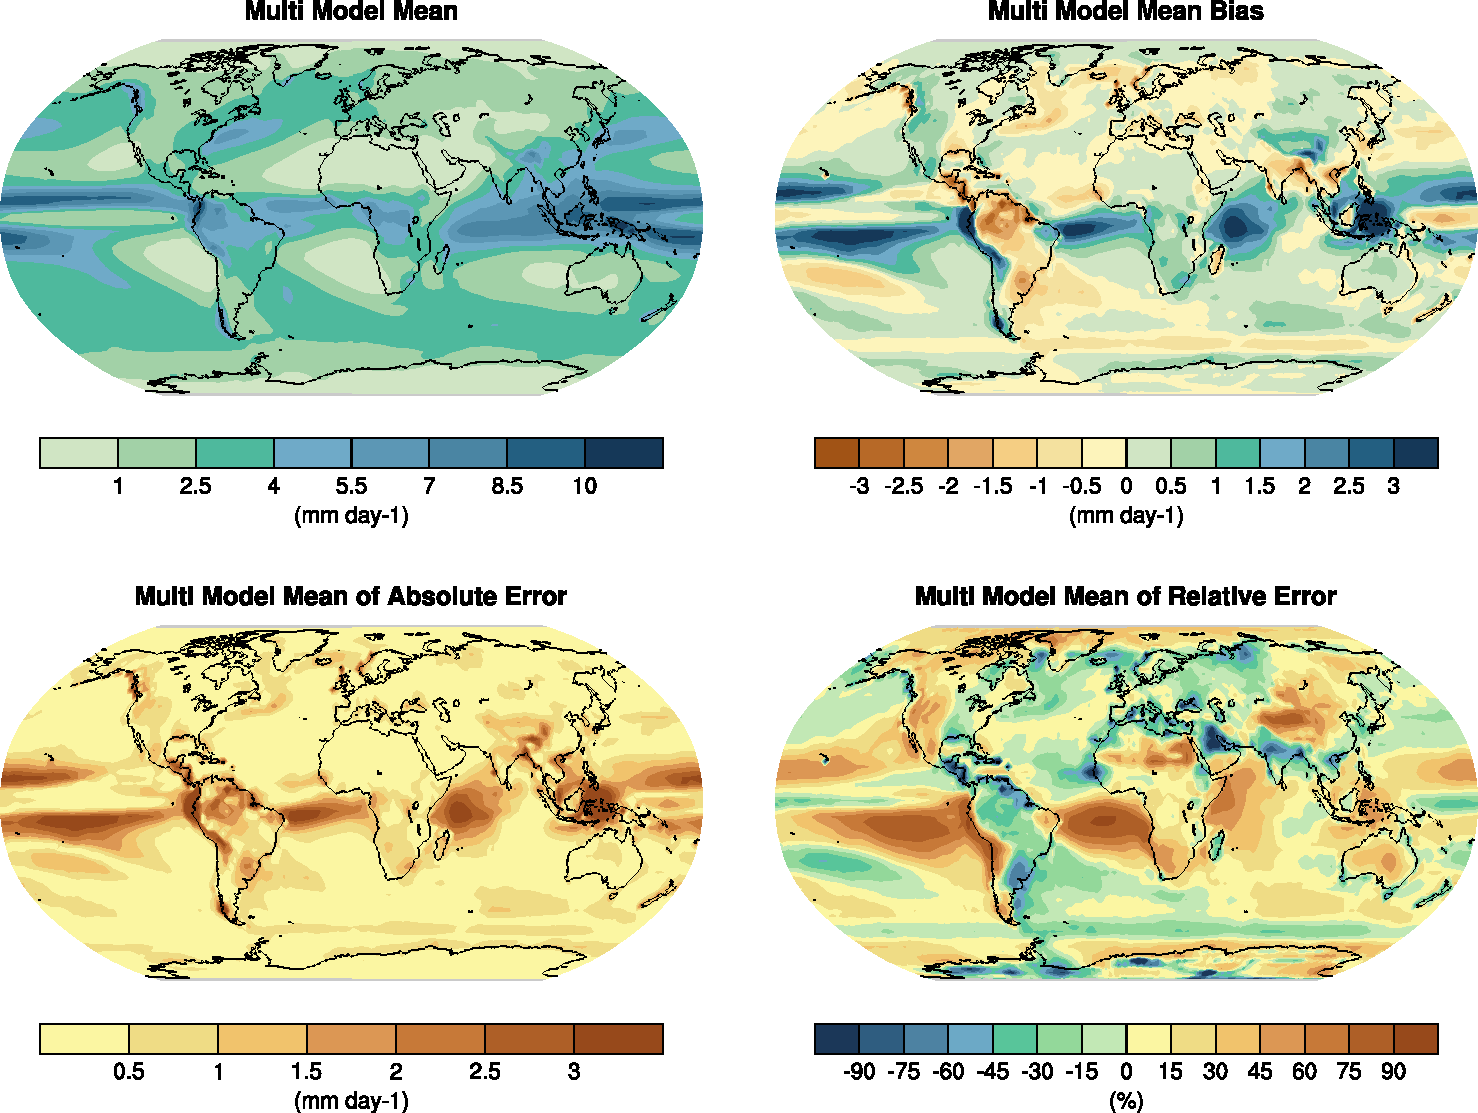 Multi Model Mean
Multi Model Mean Bias
1 2.5 4 5.5 7 8.5 10
(mm day-1)
-3 -2.5 -2 -1.5 -1 -0.5 0 0.5 1 1.5 2 2.5 3
(mm day-1)
Multi Model Mean of Absolute Error
Multi Model Mean of Relative Error
0.5 1 1.5 2 2.5 3
(mm day-1)
-90 -75 -60 -45 -30 -15 0 15 30 45 60 75 90
(%)